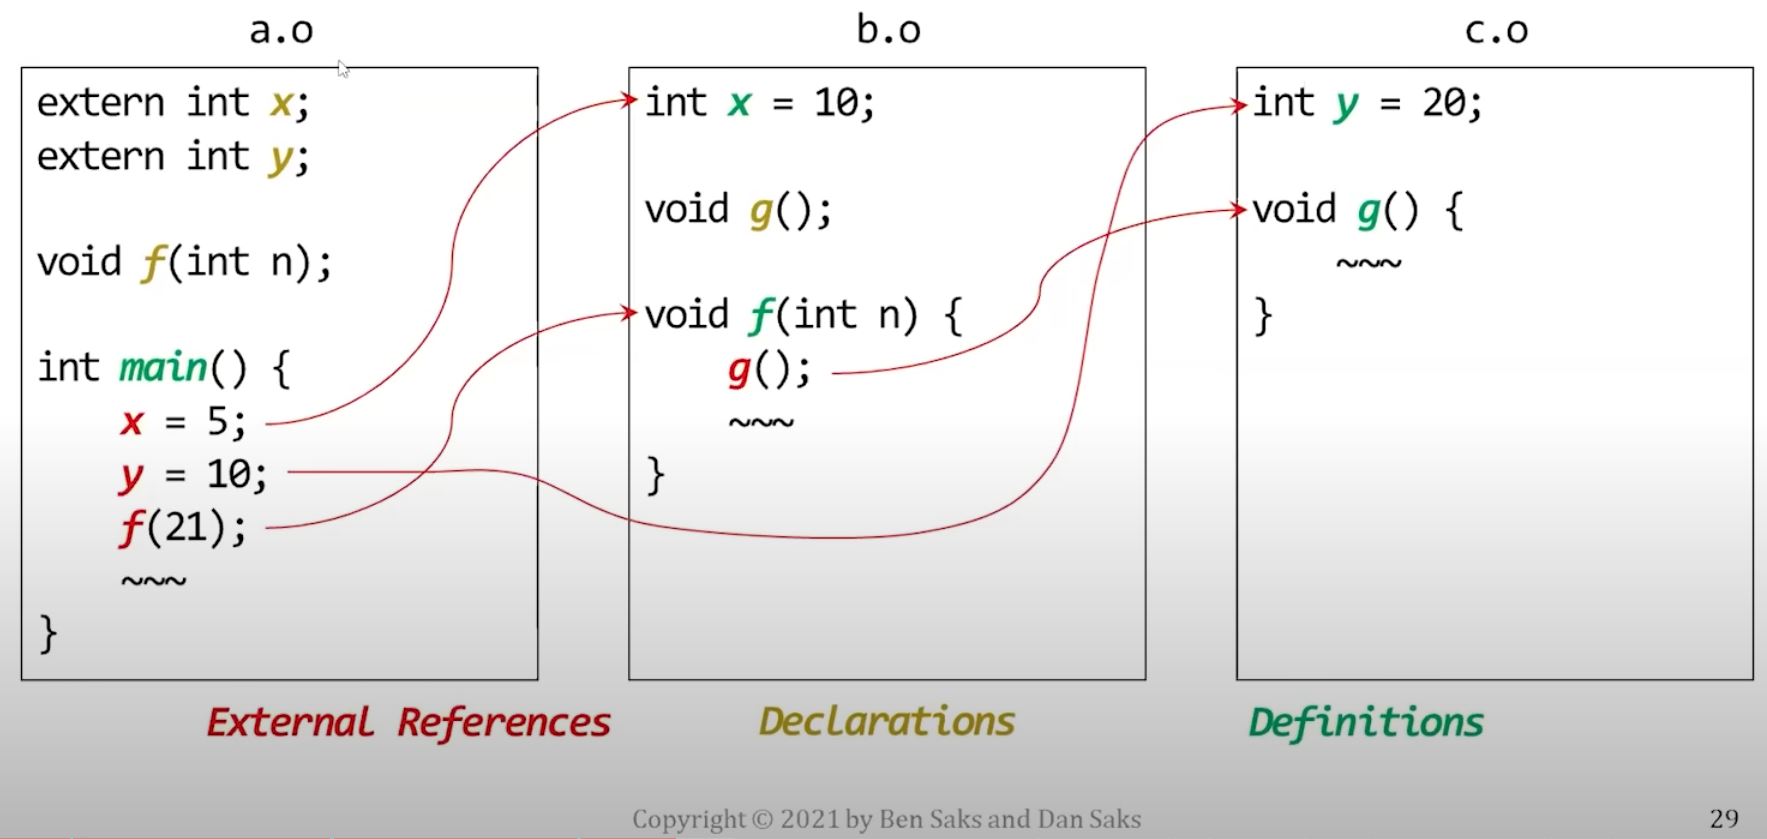 a.o
extern int x;
extern int y;
void f(int n);
int main() {
x = 5;
y = 10;
f(21);
~~~
}
b.o
int x = 10;
void g();
void f(int n) {
g();
~~~
}
c.o
int y = 20;
void g() {
~~~
}
External References
Declarations
Definitions
Copyright © 2021 by Ben Saks and Dan Saks
29